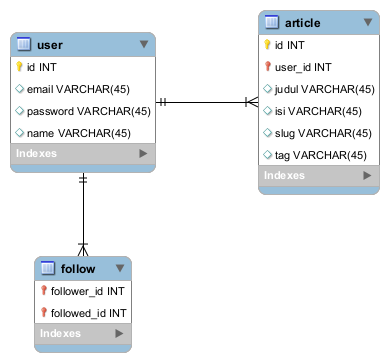 user
id INT
email VARCHAR(45)
password VARCHAR(45)
name VARCHAR(45)
Indexes
article
id INT
user_id INT
judul VARCHAR(45)
isi VARCHAR(45)
slug VARCHAR(45)
tag VARCHAR(45)
Indexes
follow
follower_id INT
followed_id INT
Indexes